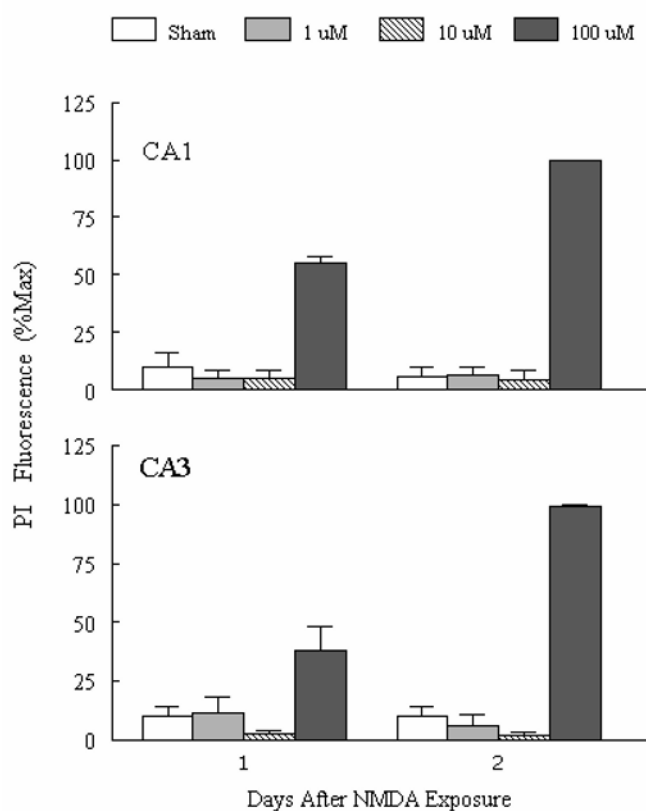 Sham 1 uM 10 uM 100 uM
125
CA1
100
75
50
25
0
125
CA3
100
75
50
25
0
PI Fluorescence (%Max)
1 2
Days After NMDA Exposure